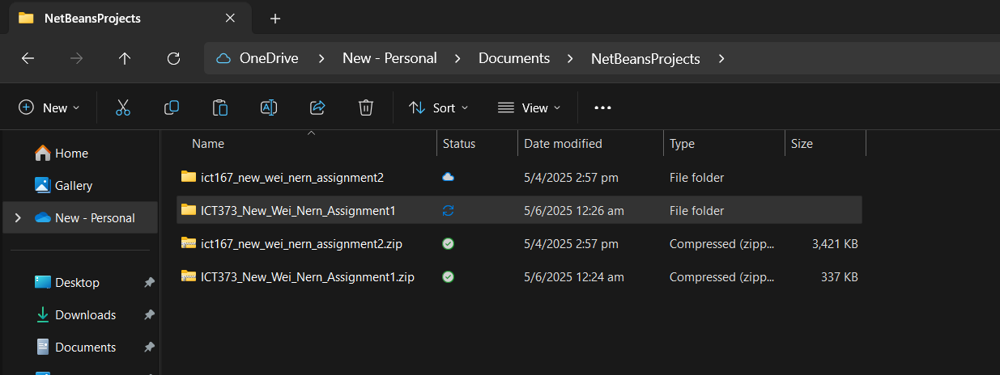 NetBeansProjects
OneDrive New - Personal Documents NetBeansProjects
New Sort View
Home
Gallery
New - Personal
Desktop
Downloads
Documents
Name Status Date modified Type Size
ict167_new_wei_nern_assignment2 5/4/2025 2:57 pm File folder
ICT373_New_Wei_Nern_Assignment1 5/6/2025 12:26 am File folder
ict167_new_wei_nern_assignment2.zip 5/4/2025 2:57 pm Compressed (zipp... 3,421 KB
ICT373_New_Wei_Nern_Assignment1.zip 5/6/2025 12:24 am Compressed (zipp... 337 KB